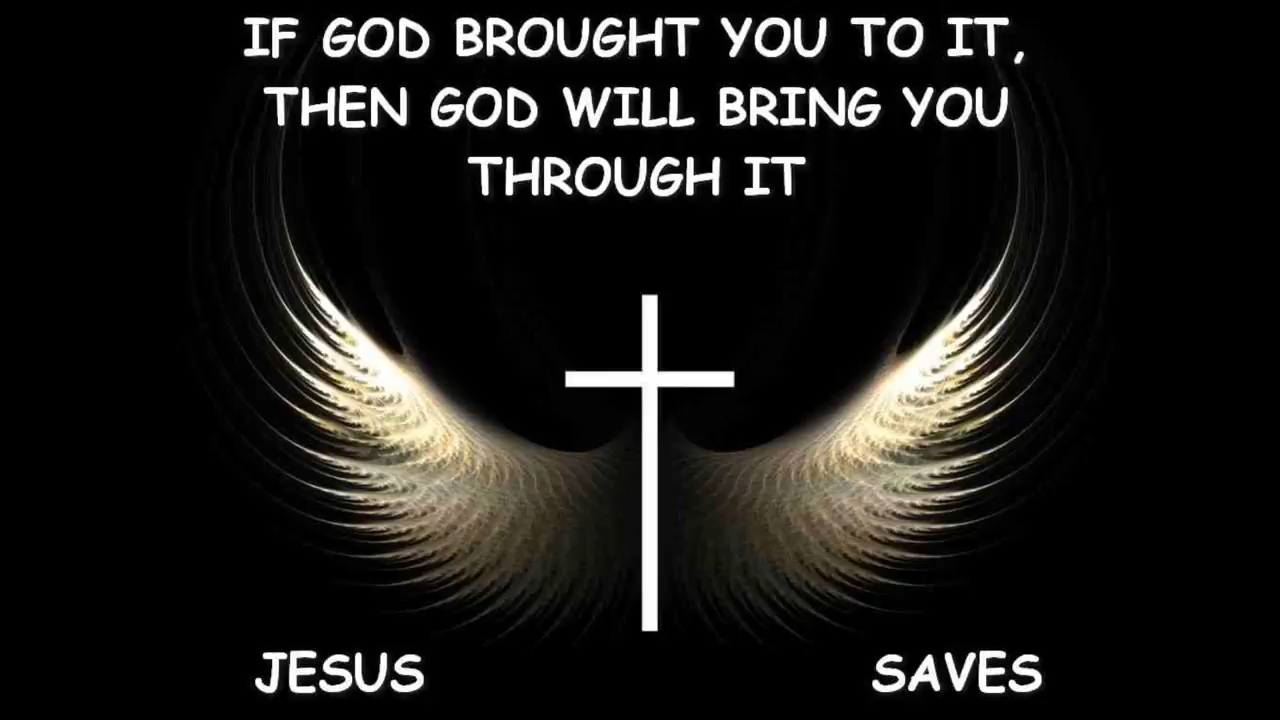 IF GOD BROUGHT YOU TO IT,
THEN GOD WILL BRING YOU
THROUGH IT
JESUS SAVES